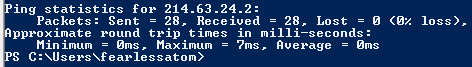 Ping statistics for 214.63.24.2:
    Packets: Sent = 28, Received = 28, Lost = 0 (0% loss),
Approximate round trip times in milli-seconds:
    Minimum = 0ms, Maximum = 7ms, Average = 0ms
PS C:\Users\fearlessatom>